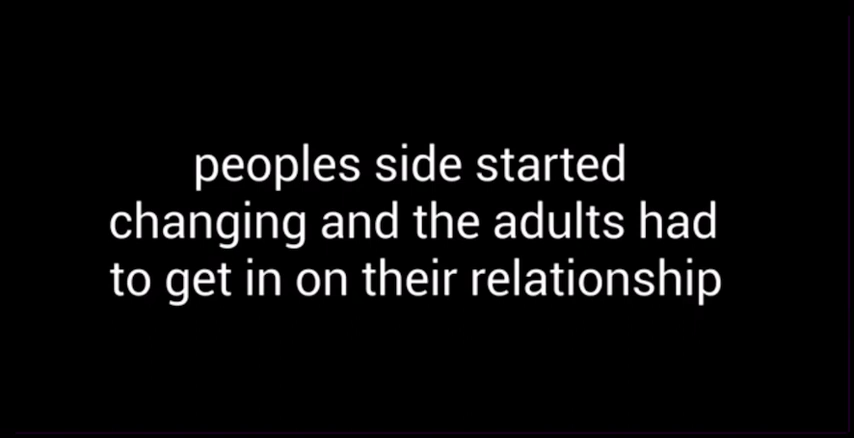 peoples side started
changing and the adults had
to get in on their relationship